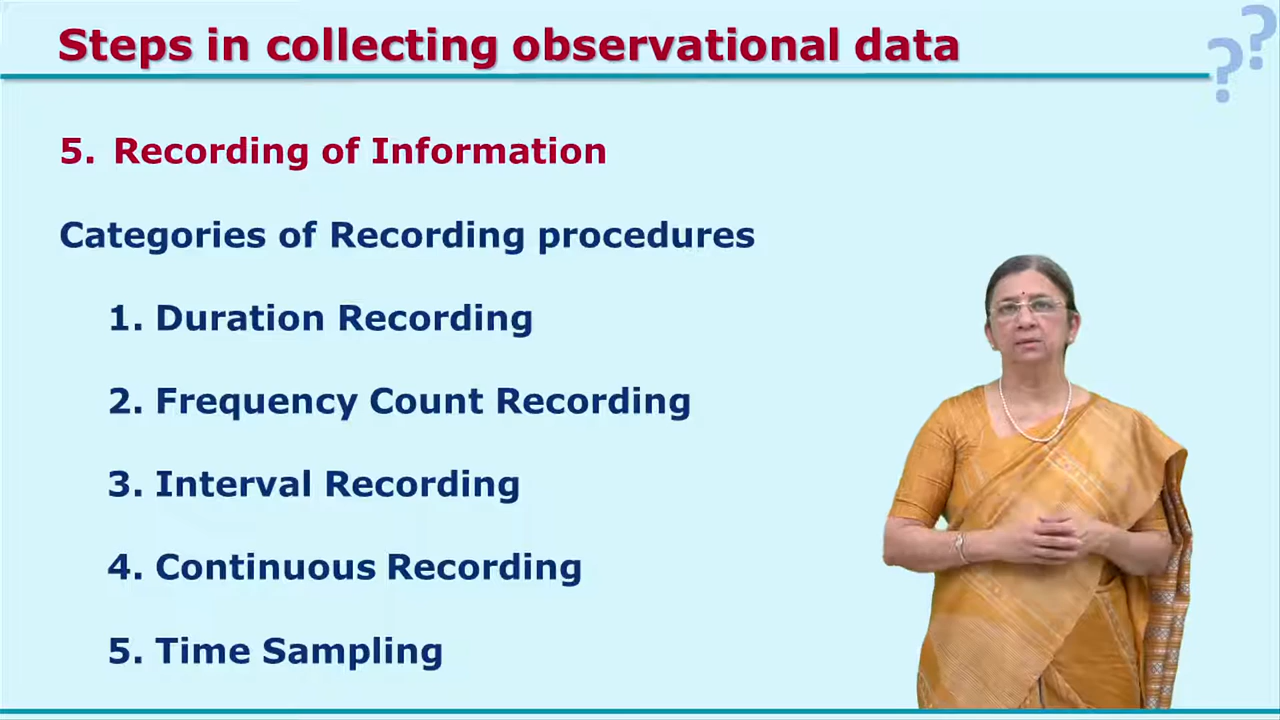 Steps in collecting observational data
??
5. Recording of Information
Categories of Recording procedures
1. Duration Recording
2. Frequency Count Recording
3. Interval Recording
4. Continuous Recording
5. Time Sampling